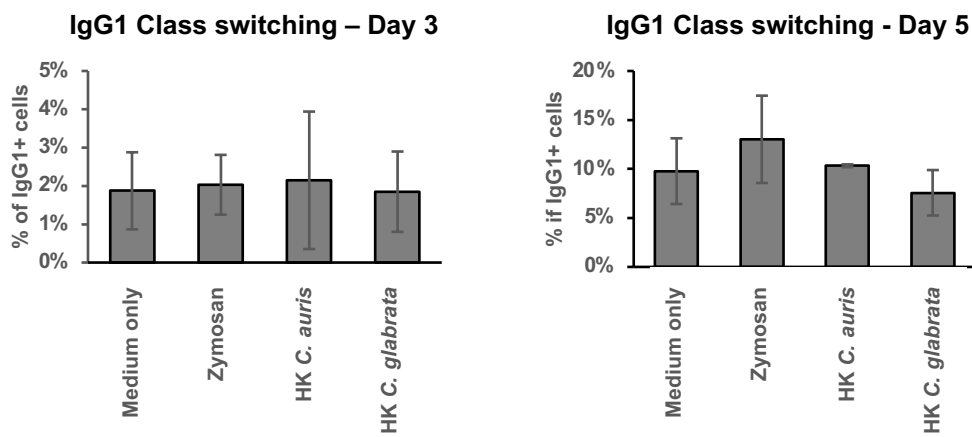 IgG1 Class switching – Day 3
% of IgG1+ cells
5%
4%
3%
2%
1%
0%
Medium only
Zymosan
HK C. auris
HK C. glabrata
IgG1 Class switching - Day 5
% if IgG1+ cells
20%
15%
10%
5%
0%
Medium only
Zymosan
HK C. auris
HK C. glabrata